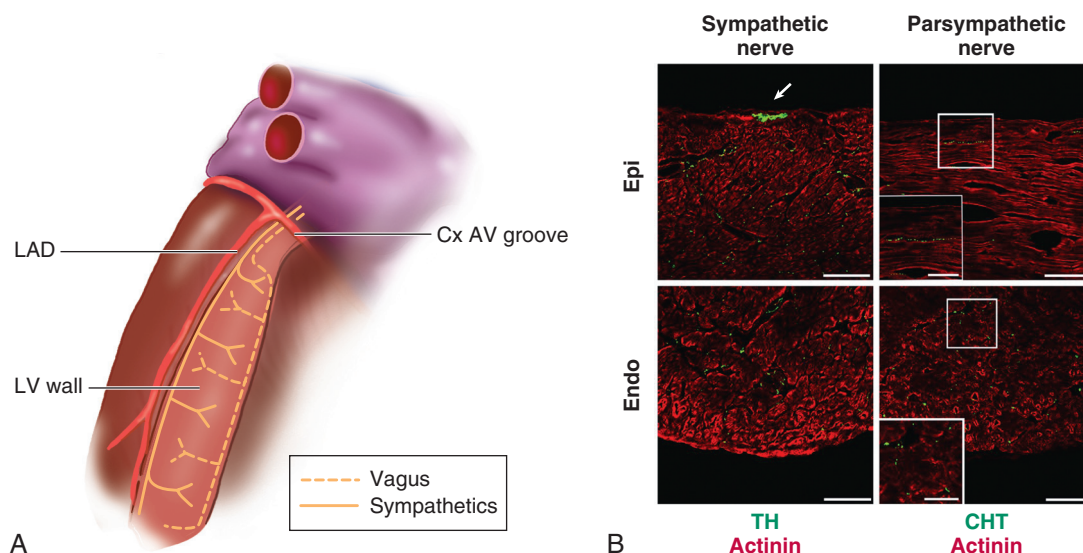 LAD
Cx AV groove
LV wall
Vagus
Sympathetics
A
Sympathetic
nerve
Parsympathetic
nerve
Epi
Endo
TH
Actinin
CHT
Actinin
B